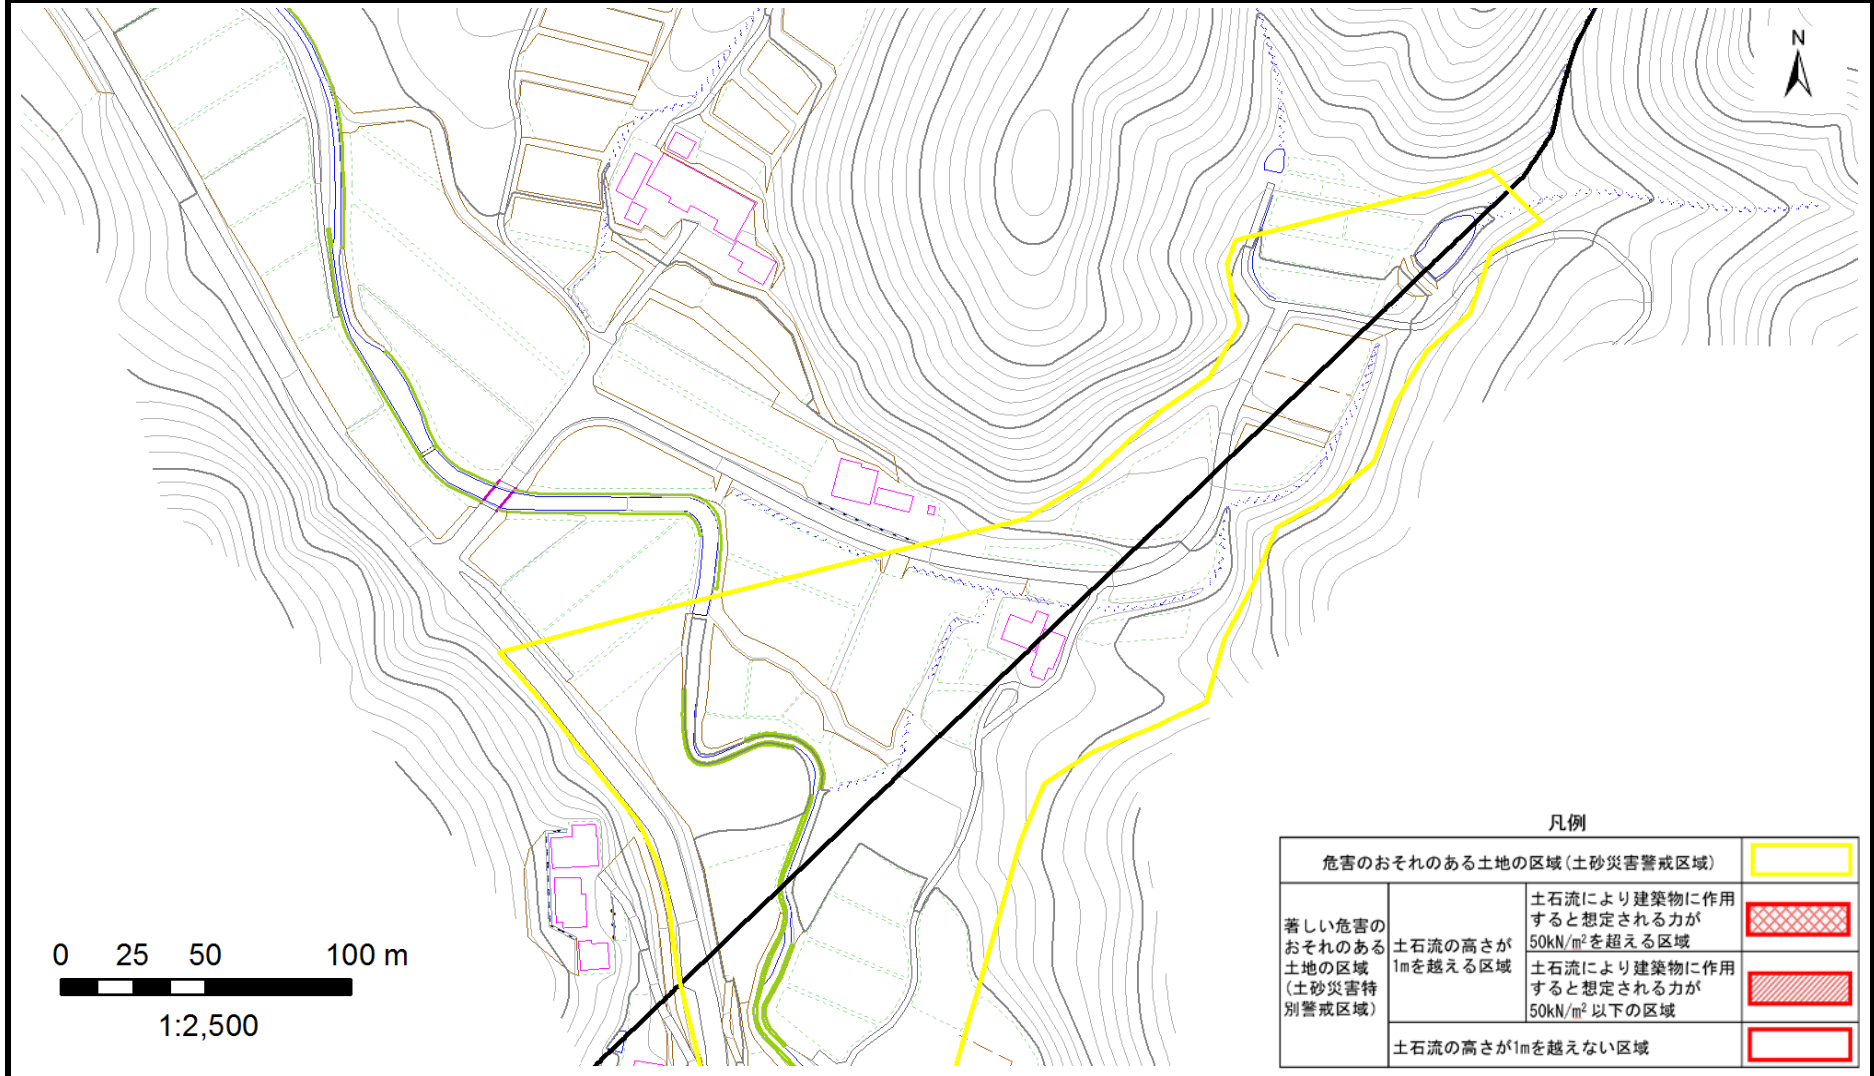 N
凡例
危害のおそれのある土地の区域(土砂災害警戒区域)
著しい危害の
おそれのある
土地の区域
(土砂災害特
別警戒区域)
土石流の高さが
1mを越える区域
土石流により建築物に作用
すると想定される力が
50kN/m²を超える区域
土石流により建築物に作用
すると想定される力が
50kN/m²以下の区域
土石流の高さが1mを越えない区域
0 25 50 100 m
1:2,500